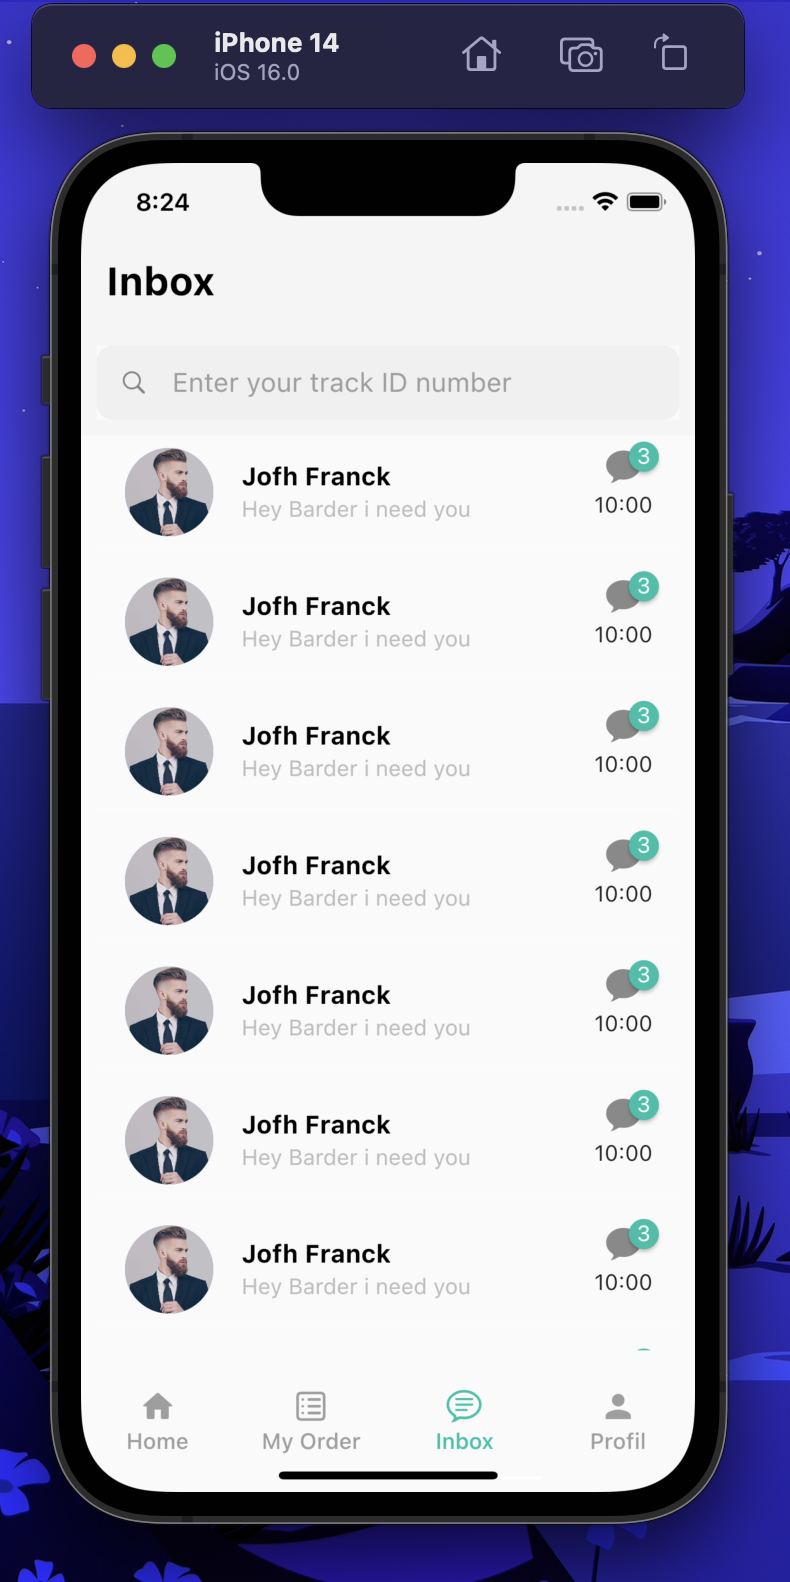 iPhone 14
iOS 16.0
8:24
Inbox
Enter your track ID number
Jofh Franck
3
Hey Barder i need you
10:00
Jofh Franck
3
Hey Barder i need you
10:00
Jofh Franck
3
Hey Barder i need you
10:00
Jofh Franck
3
Hey Barder i need you
10:00
Jofh Franck
3
Hey Barder i need you
10:00
Jofh Franck
3
Hey Barder i need you
10:00
Jofh Franck
3
Hey Barder i need you
10:00
Home
My Order
Inbox
Profil